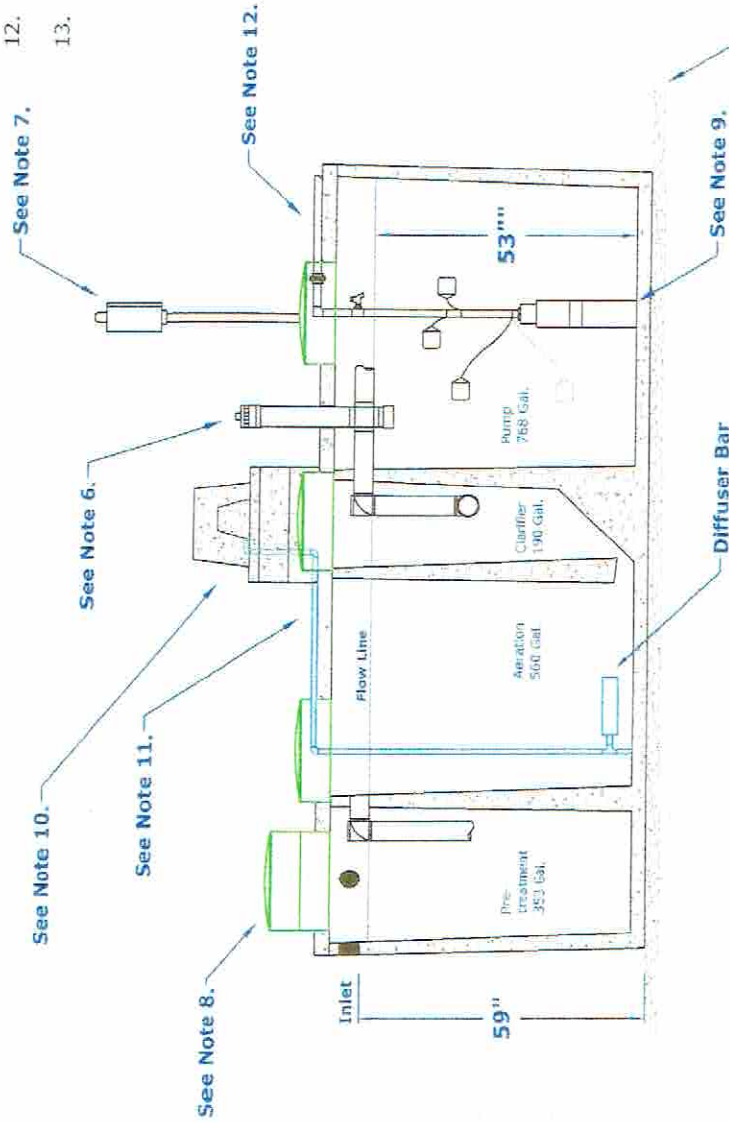 12.
13.
See Note 7.
See Note 12.
See Note 6.
See Note 10.
See Note 11.
See Note 8.
Inlet
59"
Flow Line
53""
Pre-
treatment
353 Gal.
Aeration
560 Gal.
Clarifier
190 Gal.
Pump
768 Gal.
Diffuser Bar
See Note 9.